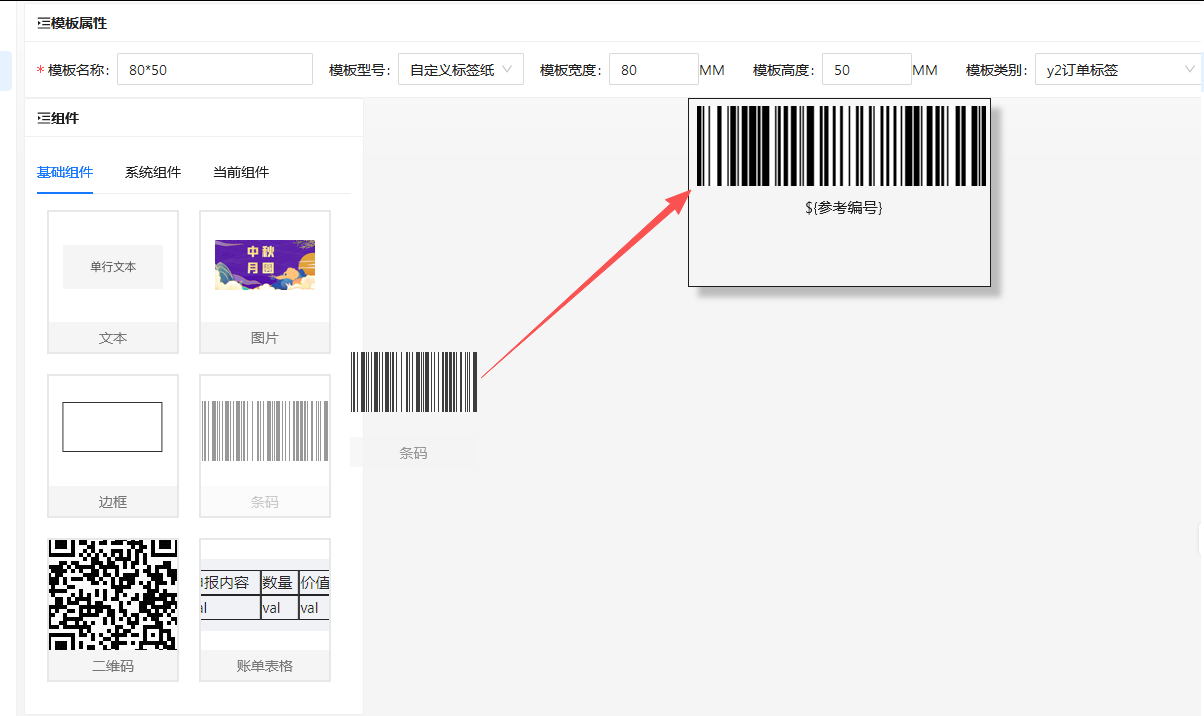 模板属性
* 模板名称: 80*50 模板型号: 自定义标签纸 模板宽度: 80 MM 模板高度: 50 MM 模板类别: y2订单标签
组件
基础组件 系统组件 当前组件
${参考编号}
单行文本
中秋
月圆
文本 图片
条码
边框 条码
申报内容 数量 价值
al val val
二维码 账单表格